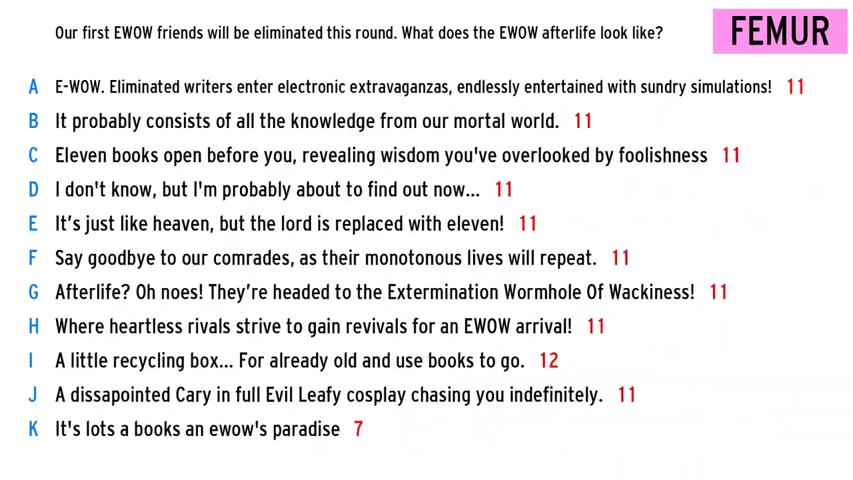 Our first EWOW friends will be eliminated this round. What does the EWOW afterlife look like?
FEMUR
A E-WOW. Eliminated writers enter electronic extravaganzas, endlessly entertained with sundry simulations! 11
B It probably consists of all the knowledge from our mortal world. 11
C Eleven books open before you, revealing wisdom you've overlooked by foolishness 11
D I don't know, but I'm probably about to find out now... 11
E It’s just like heaven, but the lord is replaced with eleven! 11
F Say goodbye to our comrades, as their monotonous lives will repeat. 11
G Afterlife? Oh noes! They’re headed to the Extermination Wormhole Of Wackiness! 11
H Where heartless rivals strive to gain revivals for an EWOW arrival! 11
I A little recycling box... For already old and use books to go. 12
J A dissapointed Cary in full Evil Leafy cosplay chasing you indefinitely. 11
K It's lots a books an ewow's paradise 7